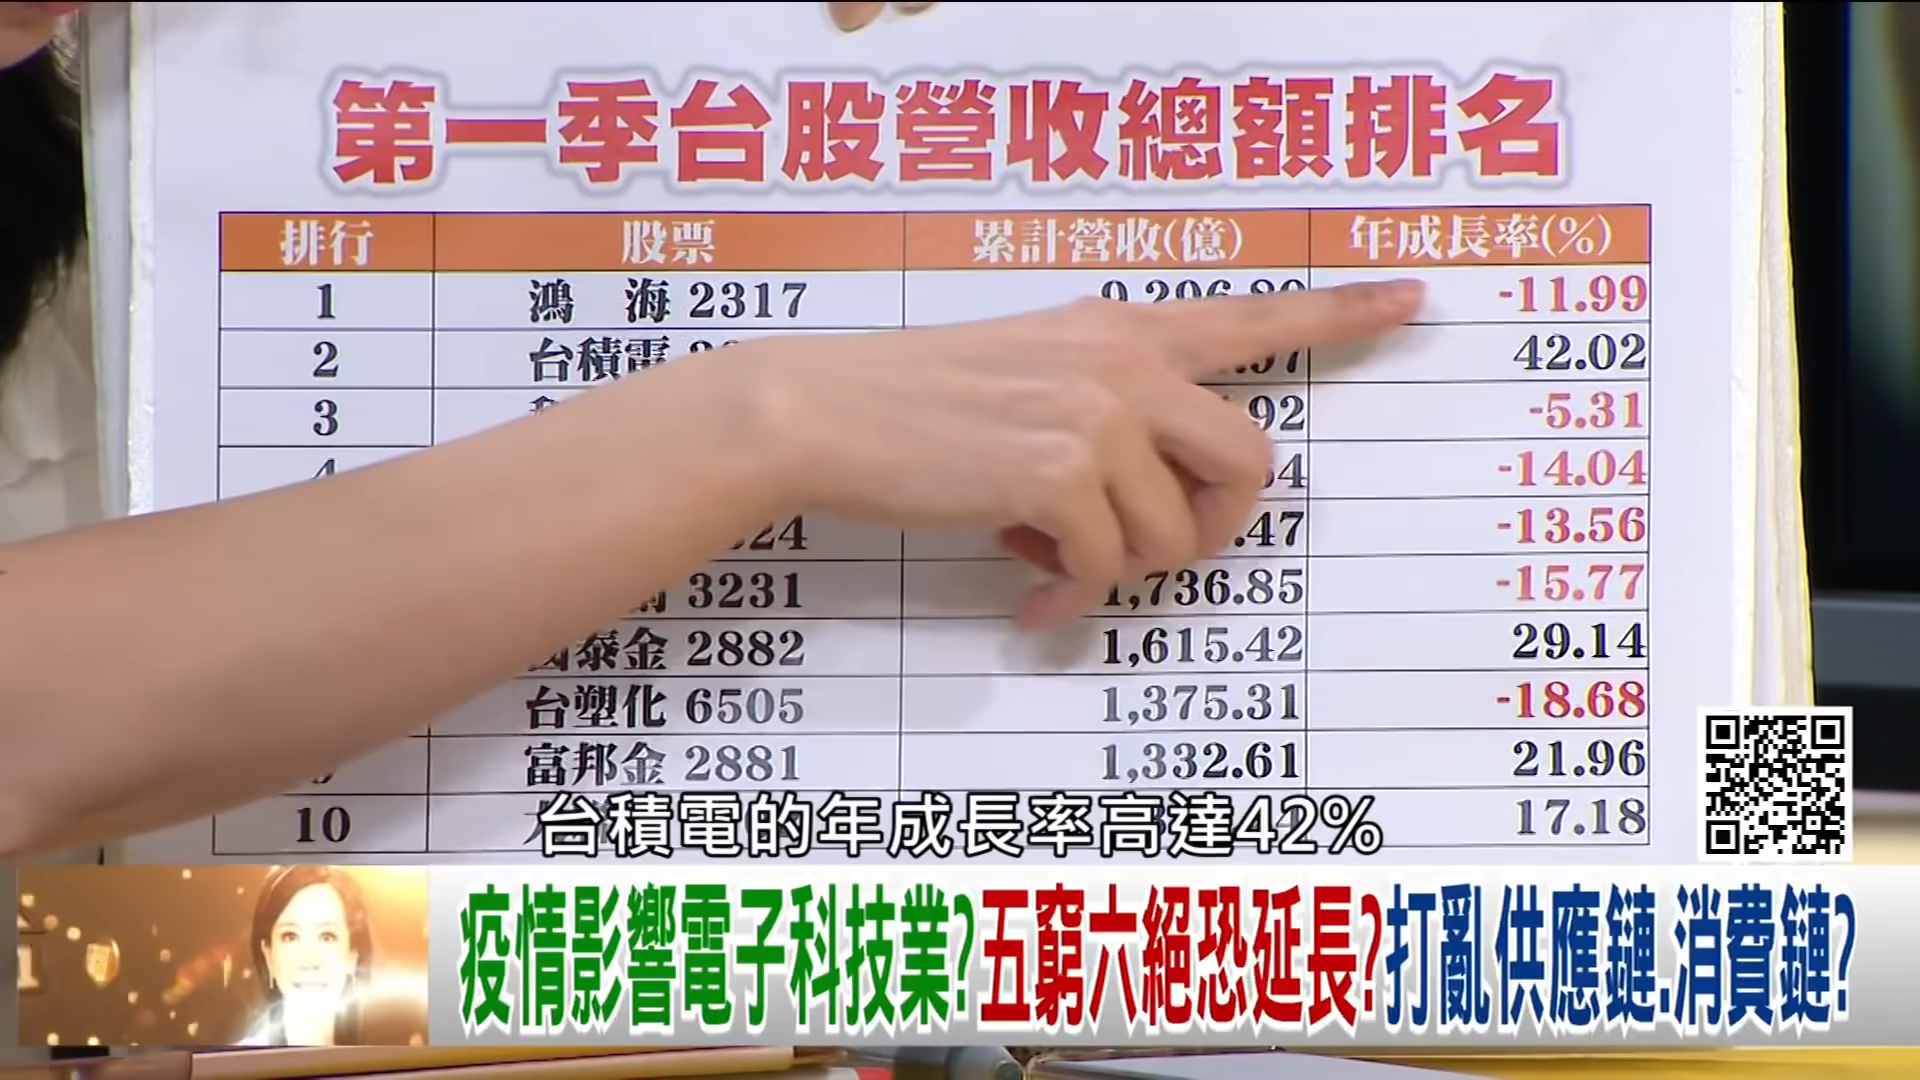 第一季台股營收總額排名
排行 股票 累計營收(億) 年成長率(%)
1 鴻 海 2317 -11.99
2 台積電 42.02
3 .92 -5.31
-14.04
.47 -13.56
3231 1,736.85 -15.77
泰金 2882 1,615.42 29.14
台塑化 6505 1,375.31 -18.68
富邦金 2881 1,332.61 21.96
10 17.18
台積電的年成長率高達42%
疫情影響電子科技業?五窮六絕恐延長?打亂供應鏈.消費鏈?